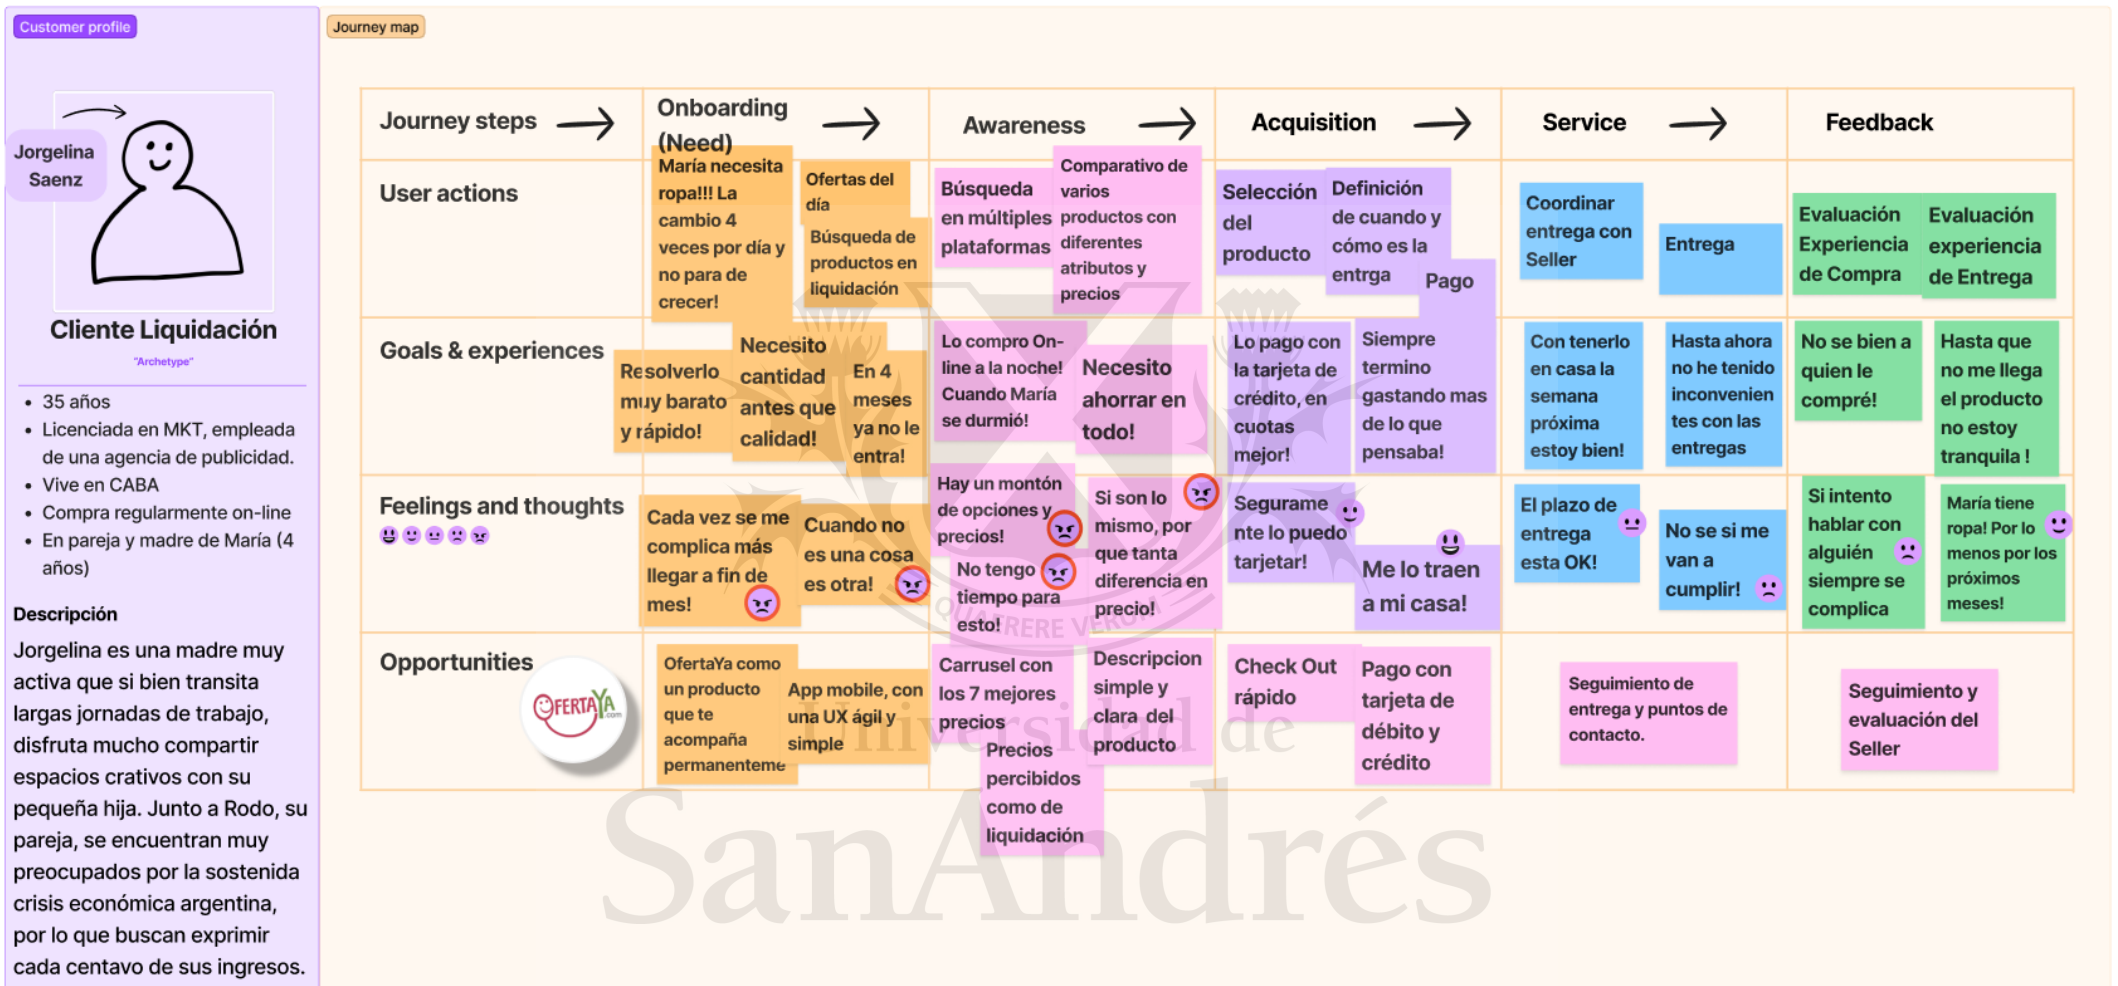 Customer profile
Jorgelina
Saenz
Cliente Liquidación
"Archetype"
• 35 años
• Licenciada en MKT, empleada
de una agencia de publicidad.
• Vive en CABA
• Compra regularmente on-line
• En pareja y madre de María (4
años)
Descripción
Jorgelina es una madre muy
activa que si bien transita
largas jornadas de trabajo,
disfruta mucho compartir
espacios crativos con su
pequeña hija. Junto a Rodo, su
pareja, se encuentran muy
preocupados por la sostenida
crisis económica argentina,
por lo que buscan exprimir
cada centavo de sus ingresos.
Journey map
Journey steps
Onboarding
(Need)
Awareness
Acquisition
Service
Feedback
User actions
María necesita
ropa!!! La
cambio 4
veces por día y
no para de
crecer!
Ofertas del
día
Búsqueda de
productos en
liquidación
Búsqueda
en múltiples
plataformas
Comparativo de
varios
productos con
diferentes
atributos y
precios
Selección
del
producto
Definición
de cuando y
cómo es la
entrga
Pago
Coordinar
entrega con
Seller
Entrega
Evaluación
Experiencia
de Compra
Evaluación
experiencia
de Entrega
Goals & experiences
Resolverlo
muy barato
y rápido!
Necesito
cantidad
antes que
calidad!
En 4
meses
ya no le
entra!
Lo compro On-
line a la noche!
Cuando María
se durmió!
Necesito
ahorrar en
todo!
Lo pago con
la tarjeta de
crédito, en
cuotas
mejor!
Siempre
termino
gastando mas
de lo que
pensaba!
Con tenerlo
en casa la
semana
próxima
estoy bien!
Hasta ahora
no he tenido
inconvenien
tes con las
entregas
No se bien a
quien le
compré!
Hasta que
no me llega
el producto
no estoy
tranquila !
Feelings and thoughts
Cada vez se me
complica más
llegar a fin de
mes!
Cuando no
es una cosa
es otra!
Hay un montón
de opciones y
precios!
No tengo
tiempo para
esto!
Si son lo
mismo, por
que tanta
diferencia en
precio!
Segurame
nte lo puedo
tarjetar!
Me lo traen
a mi casa!
El plazo de
entrega
esta OK!
No se si me
van a
cumplir!
Si intento
hablar con
alguién
siempre se
complica
María tiene
ropa! Por lo
menos por los
próximos
meses!
Opportunities
OFERTAYA
.com
OfertaYa como
un producto
que te
acompaña
permanenteme
App mobile, con
una UX ágil y
simple
Carrusel con
los 7 mejores
precios
Precios
percibidos
como de
liquidación
Descripcion
simple y
clara del
producto
Check Out
rápido
Pago con
tarjeta de
débito y
crédito
Seguimiento de
entrega y puntos de
contacto.
Seguimiento y
evaluación del
Seller
QUAERERE VERUM
Universidad de
SanAndrés